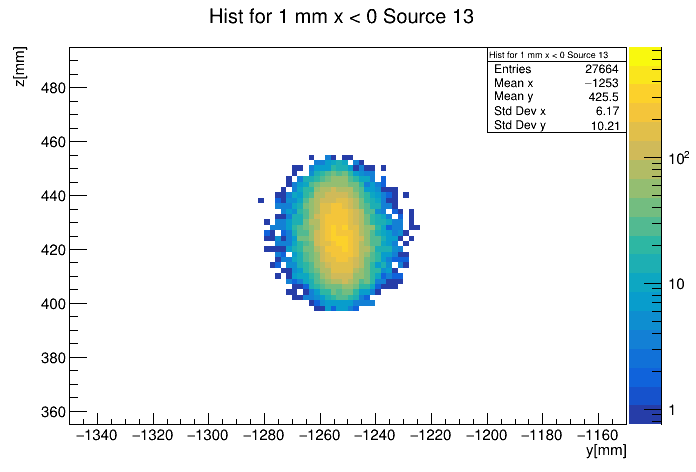 Hist for 1 mm x < 0 Source 13
z[mm]
Hist for 1 mm x < 0 Source 13
Entries 27664
Mean x −1253
Mean y 425.5
Std Dev x 6.17
Std Dev y 10.21
480
460
440
420
400
380
360
10²
10
1
−1340 −1320 −1300 −1280 −1260 −1240 −1220 −1200 −1180 −1160
y[mm]